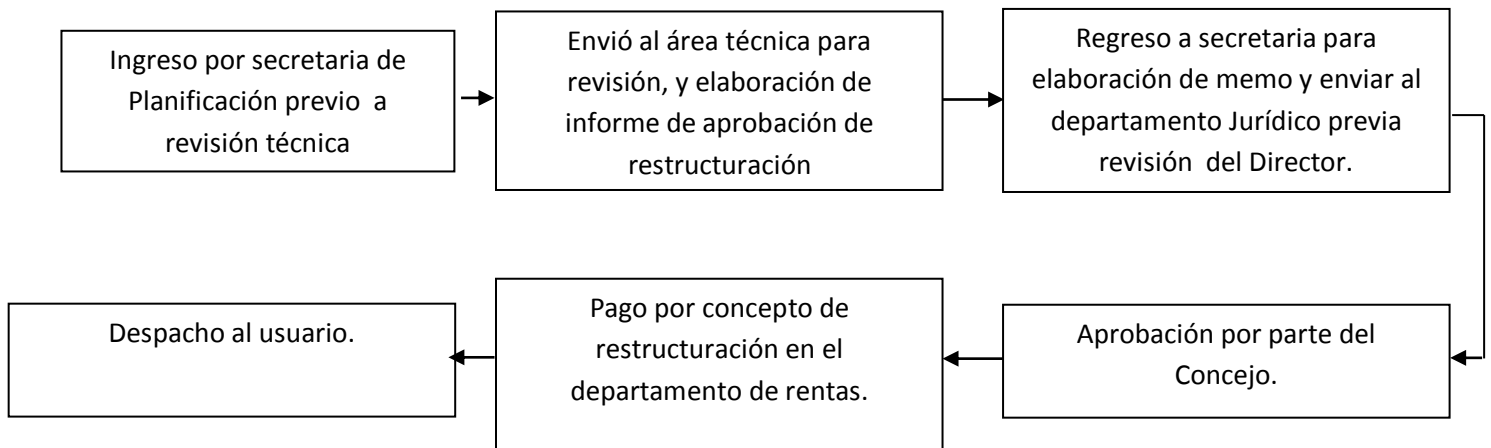 Ingreso por secretaria de
Planificación previo a
revisión técnica
Envió al área técnica para
revisión, y elaboración de
informe de aprobación de
restructuración
Regreso a secretaria para
elaboración de memo y enviar al
departamento Jurídico previa
revisión del Director.
Aprobación por parte del
Concejo.
Pago por concepto de
restructuración en el
departamento de rentas.
Despacho al usuario.